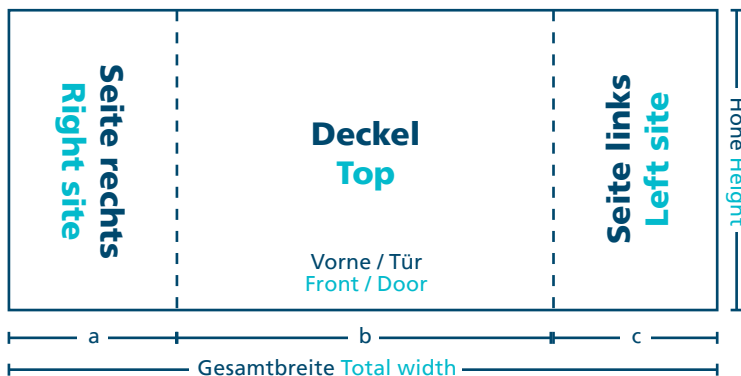 Seite rechts
Right site
Deckel
Top
Vorne / Tür
Front / Door
Seite links
Left site
Höhe Height
a
b
c
Gesamtbreite Total width